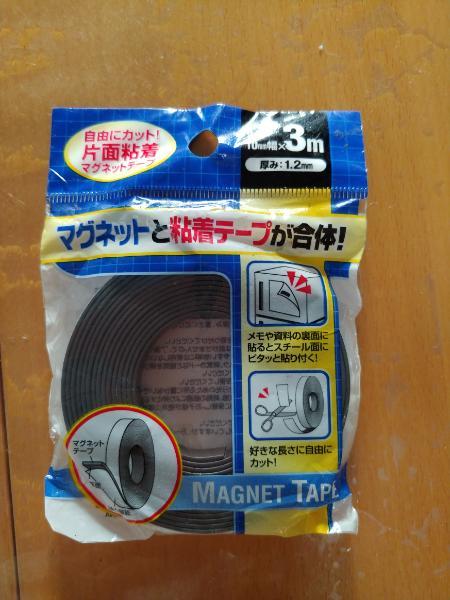 自由にカット!
片面粘着
マグネットテープ
10mm幅×3m
厚み:1.2mm
マグネットと粘着テープが合体!
メモや資料の裏面に
貼るとスチール面に
ピタッと貼り付く!
好きな長さに自由に
カット!
マグネット
テープ
MAGNET TAPE